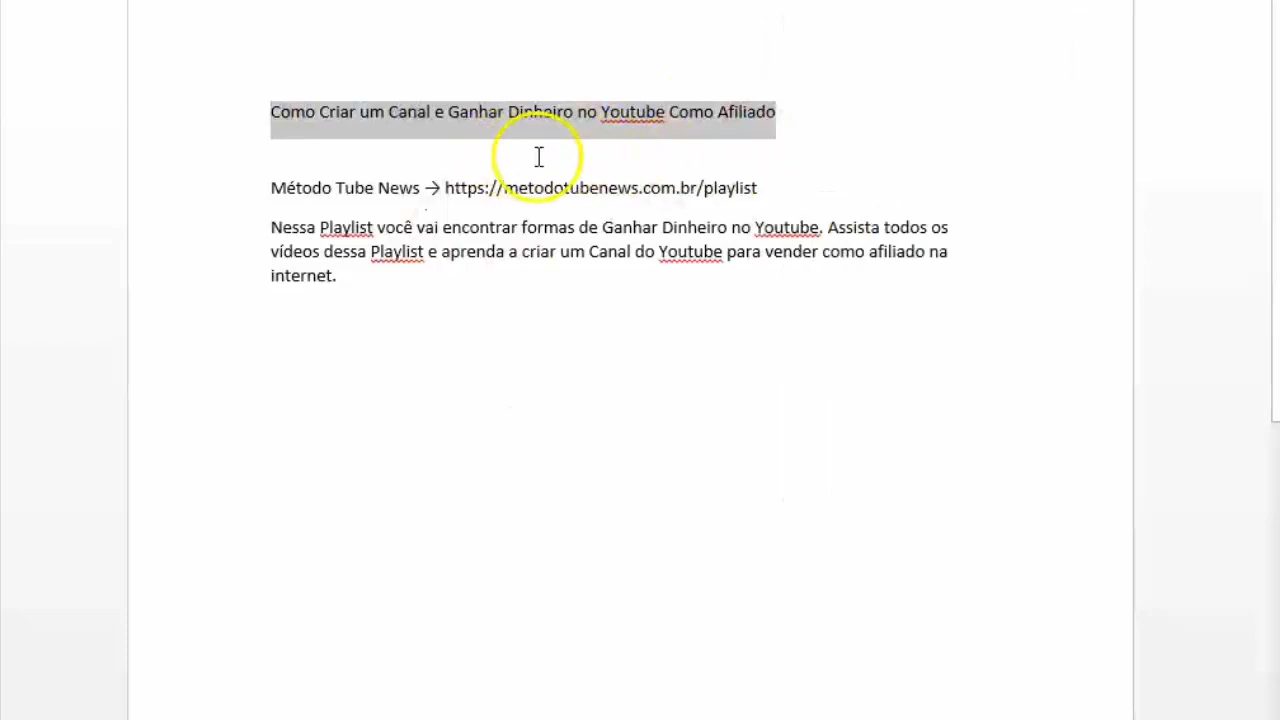 Como Criar um Canal e Ganhar Dinheiro no Youtube Como Afiliado
Método Tube News → https://metodotubenews.com.br/playlist
Nessa Playlist você vai encontrar formas de Ganhar Dinheiro no Youtube. Assista todos os
vídeos dessa Playlist e aprenda a criar um Canal do Youtube para vender como afiliado na
internet.